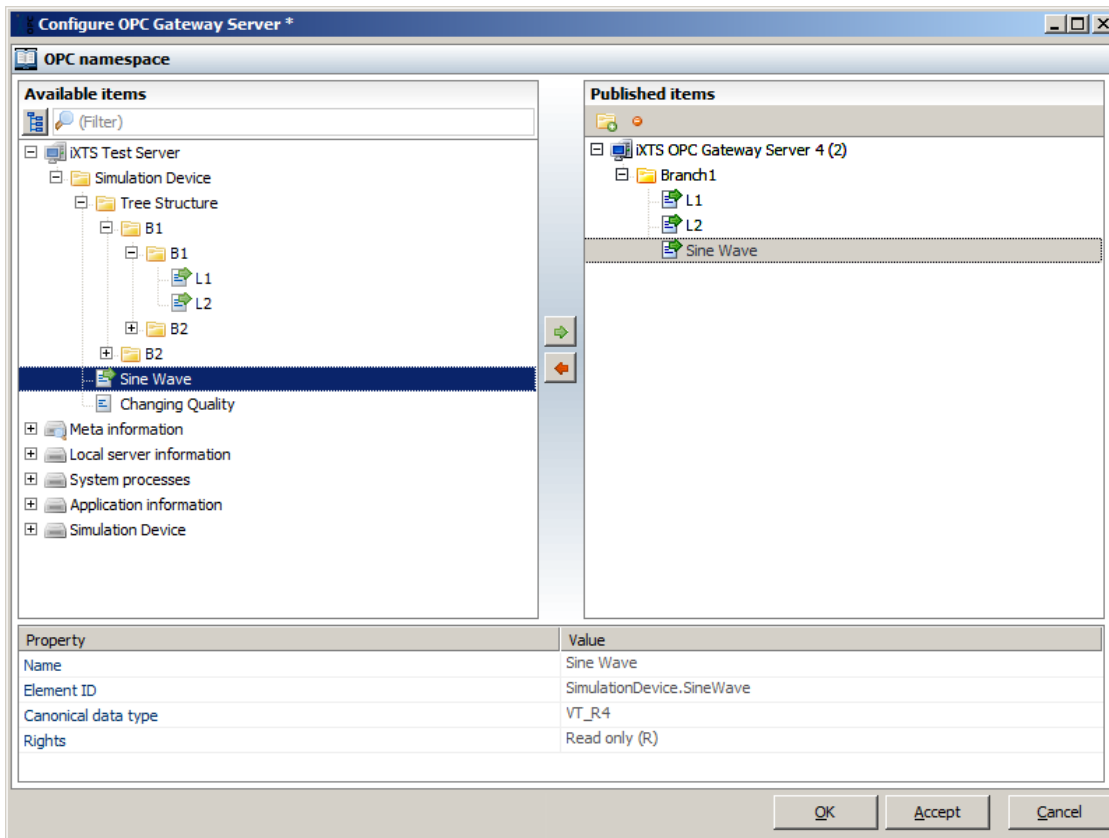 Configure OPC Gateway Server *
OPC namespace
Available items
(Filter)
iXTS Test Server
Simulation Device
Tree Structure
B1
B1
L1
L2
B2
B2
Sine Wave
Changing Quality
Meta information
Local server information
System processes
Application information
Simulation Device
Published items
iXTS OPC Gateway Server 4 (2)
Branch1
L1
L2
Sine Wave
Property Value
Name Sine Wave
Element ID SimulationDevice.SineWave
Canonical data type VT_R4
Rights Read only (R)
OK Accept Cancel